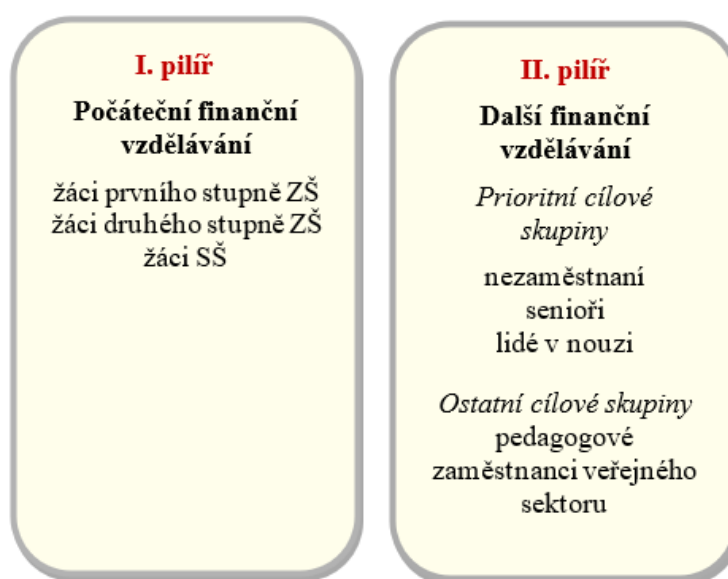 I. pilíř
Počáteční finanční
vzdělávání
žáci prvního stupně ZŠ
žáci druhého stupně ZŠ
žáci SŠ
II. pilíř
Další finanční
vzdělávání
Prioritní cílové
skupiny
nezaměstnaní
senioři
lidé v nouzi
Ostatní cílové skupiny
pedagogové
zaměstnanci veřejného
sektoru